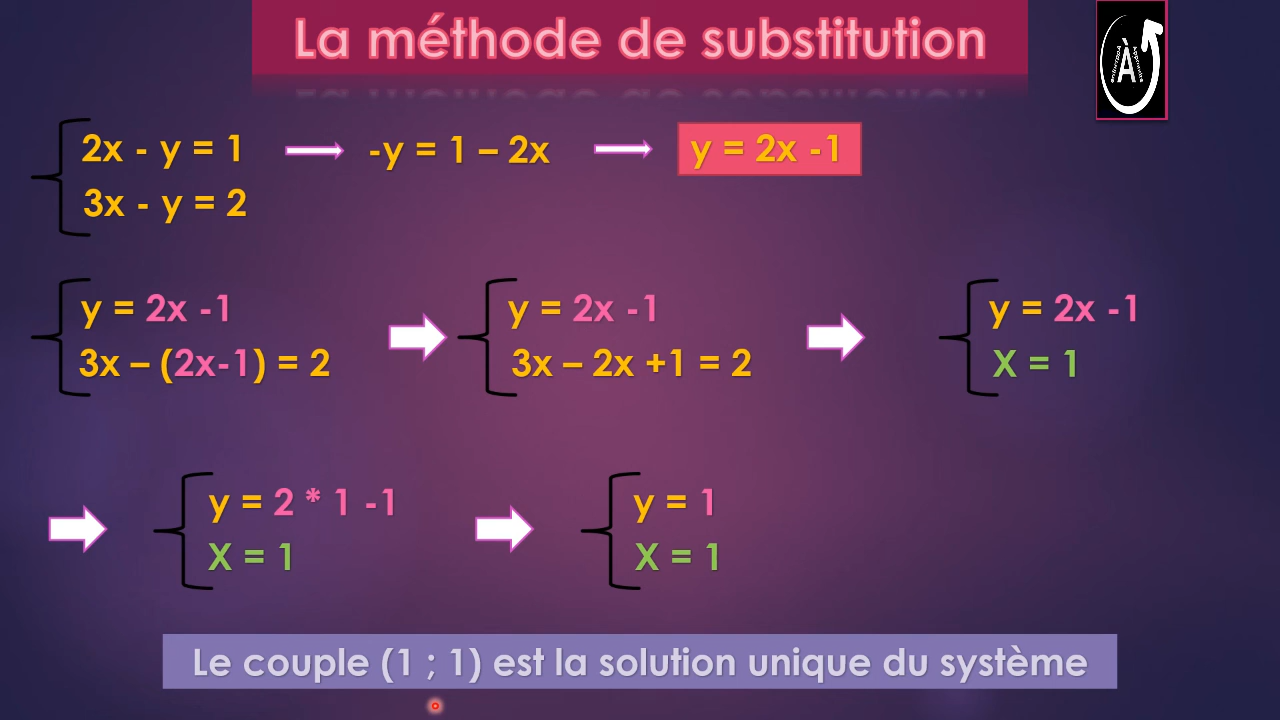 La méthode de substitution
À
2x - y = 1 -y = 1 – 2x y = 2x -1
3x - y = 2
y = 2x -1 y = 2x -1 y = 2x -1
3x – (2x-1) = 2 3x – 2x +1 = 2 X = 1
y = 2 * 1 -1 y = 1
X = 1 X = 1
Le couple (1 ; 1) est la solution unique du système